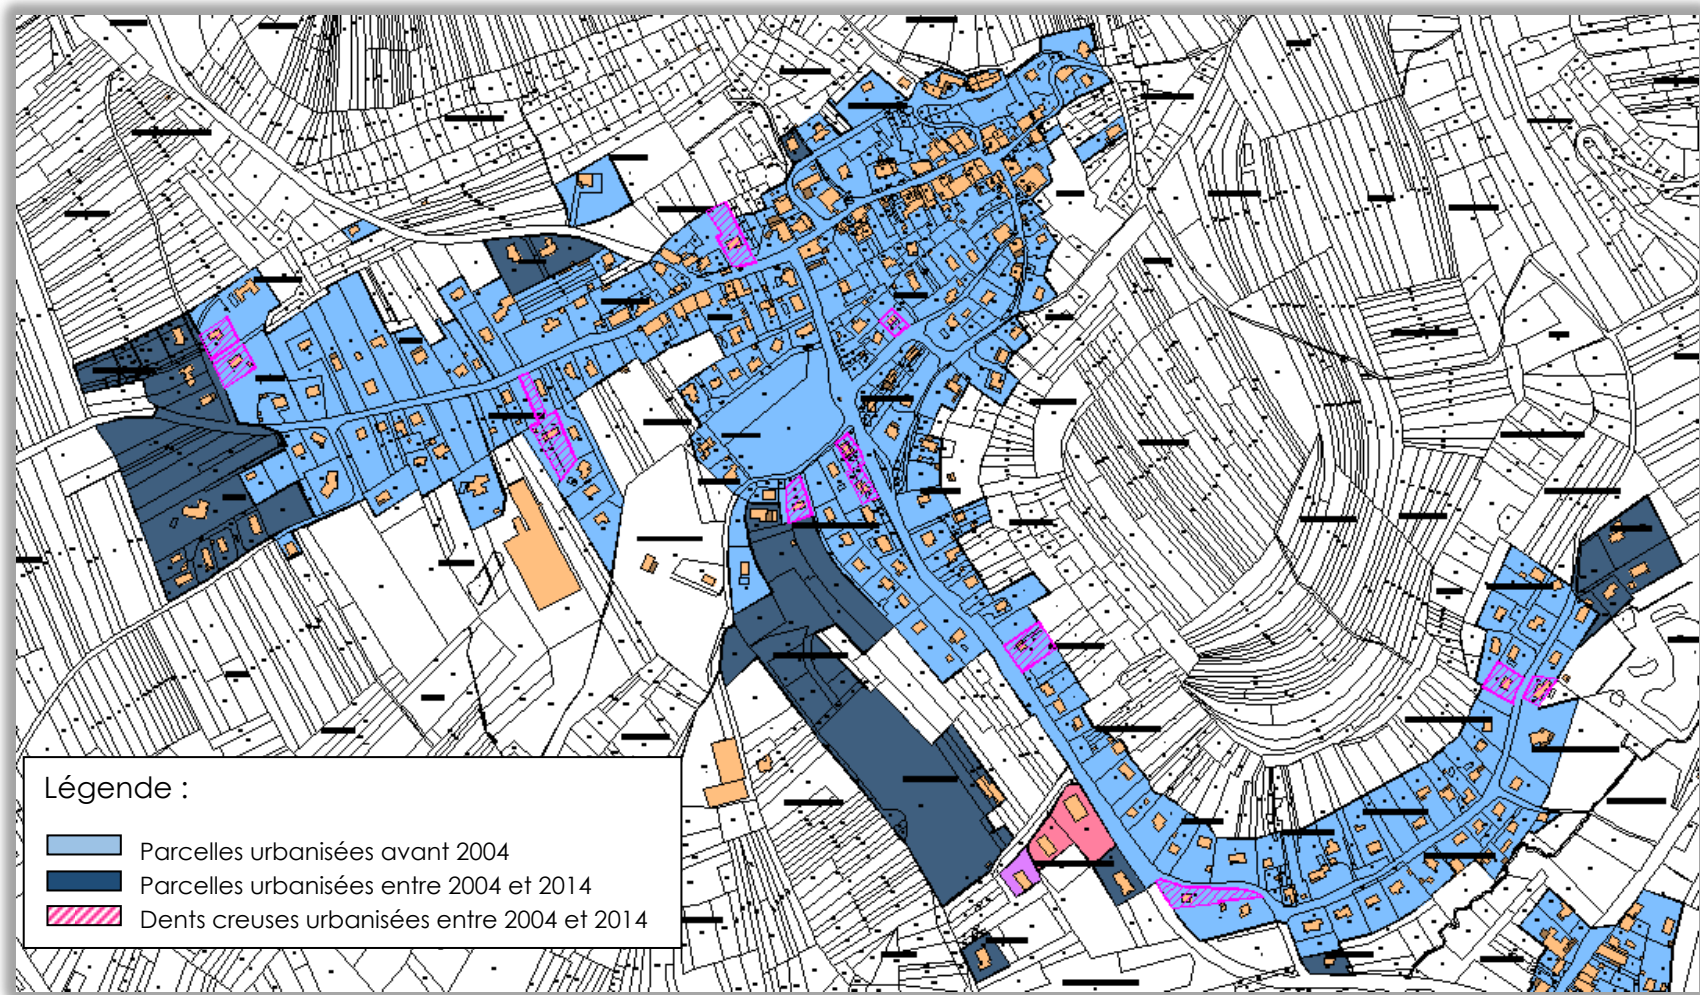 Légende :
Parcelles urbanisées avant 2004
Parcelles urbanisées entre 2004 et 2014
Dents creuses urbanisées entre 2004 et 2014